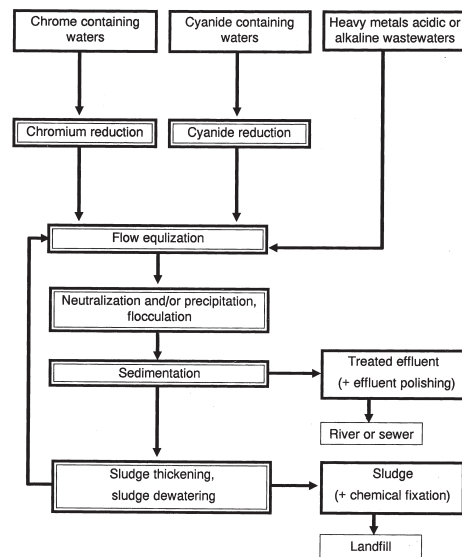 Chrome containing
waters
Cyanide containing
waters
Heavy metals acidic or
alkaline wastewaters
Chromium reduction
Cyanide reduction
Flow equlization
Neutralization and/or precipitation,
flocculation
Sedimentation
Treated effluent
(+ effluent polishing)
River or sewer
Sludge thickening,
sludge dewatering
Sludge
(+ chemical fixation)
Landfill